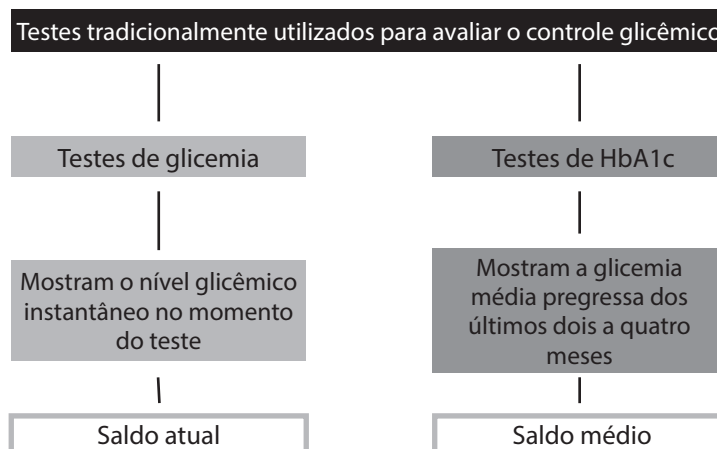 Testes tradicionalmente utilizados para avaliar o controle glicêmico
Testes de glicemia
Testes de HbA1c
Mostram o nível glicêmico
instantâneo no momento
do teste
Mostram a glicemia
média pregressa dos
últimos dois a quatro
meses
Saldo atual
Saldo médio